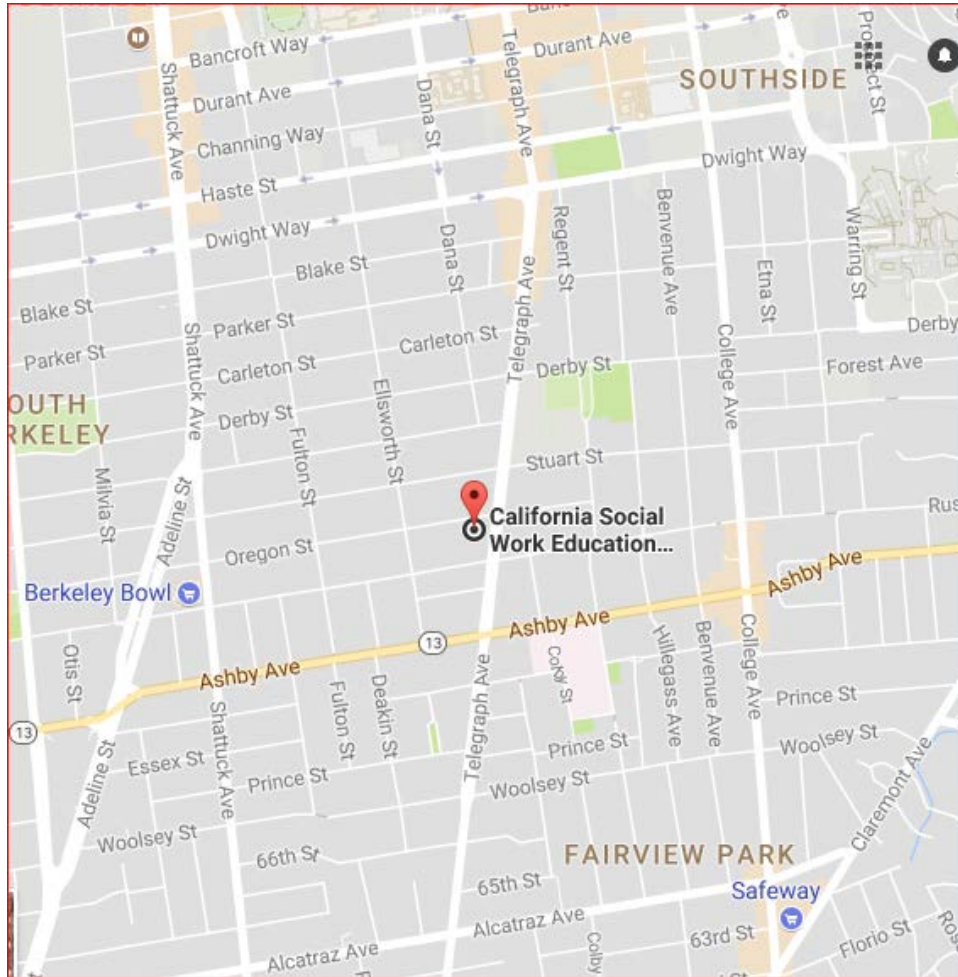 Bancroft Way
Durant Ave
Shattuck Ave
Durant Ave
Channing Way
Haste St
Dwight Way
Dana St
Telegraph Ave
SOUTHSIDE
Prospect St
Dwight Way
Regent St
Benvenue Ave
Warring St
Etna St
Dana St
Blake St
Blake St
Parker St
Parker St
Shattuck Ave
Carleton St
Carleton St
Telegraph Ave
Derby St
College Ave
Derby
Forest Ave
OUTH
RKELEY
Derby St
Ellsworth St
Fulton St
Milvia St
Adeline St
Stuart St
California Social
Work Education...
Rus
Oregon St
Berkeley Bowl
Ashby Ave
Ashby Ave
13
Ashby Ave
Otis St
Shattuck Ave
Fulton St
Deakin St
Telegraph Ave
Hillegass Ave
Benvenue Ave
College Ave
Prince St
13
Adeline St
Essex St
Prince St
Prince St
Woolsey St
Woolsey St
Woolsey St
Claremont Ave
66th St
FAIRVIEW PARK
65th St
Safeway
Alcatraz Ave
Alcatraz Ave
Colby
63rd St
Florio St